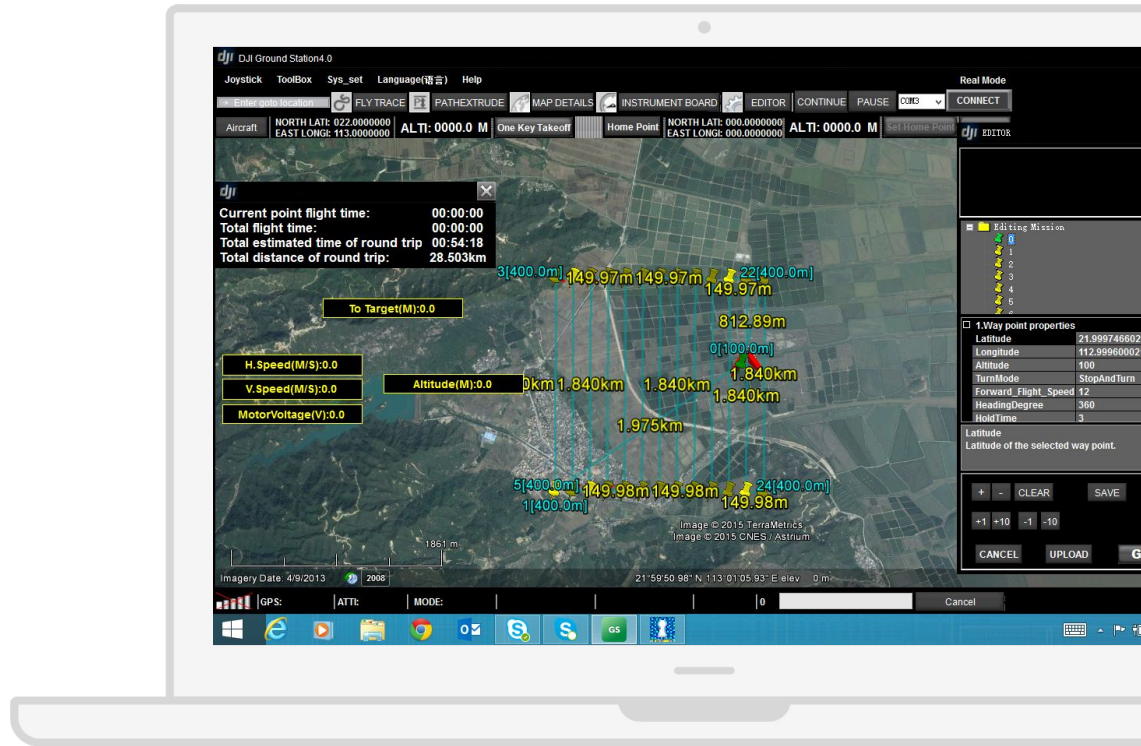 dji DJI Ground Station4.0
Joystick ToolBox Sys_set Language(语言) Help
Real Mode
Enter goto location FLY TRACE PATHEXTRUDE MAP DETAILS INSTRUMENT BOARD EDITOR CONTINUE PAUSE COM3 CONNECT
Aircraft NORTH LATI: 022.0000000 ALTI: 0000.0 M One Key Takeoff Home Point NORTH LATI: 000.0000000 ALTI: 0000.0 M Set Home Point
EAST LONGI: 113.0000000 EAST LONGI: 000.0000000
dji EDITOR
dji
Current point flight time: 00:00:00
Total flight time: 00:00:00
Total estimated time of round trip 00:54:18
Total distance of round trip: 28.503km
3[400.0m] 149.97m 149.97m 22[400.0m]
149.97m
To Target(M):0.0
812.89m
0[100.0m]
H.Speed(M/S):0.0
1.840km
V.Speed(M/S):0.0
Altitude(M):0.0 0km 1.840km 1.840km
1.840km
MotorVoltage(V):0.0
1.975km
5[400.0m] 149.98m 149.98m 24[400.0m]
1[400.0m] 149.98m
Image © 2015 TerraMetrics
Image © 2015 CNES / Astrium
1861 m
Imagery Date: 4/9/2013 2008 21°59'50.98" N 113°01'05.93" E elev 0 m
Editing Mission
0
1
2
3
4
5
1.Way point properties
Latitude 21.999746602
Longitude 112.99960002
Altitude 100
TurnMode StopAndTurn
Forward_Flight_Speed 12
HeadingDegree 360
HoldTime 3
Latitude
Latitude of the selected way point.
+ - CLEAR SAVE
+1 +10 -1 -10
CANCEL UPLOAD G
GPS: ATTI: MODE: 0 Cancel
GS